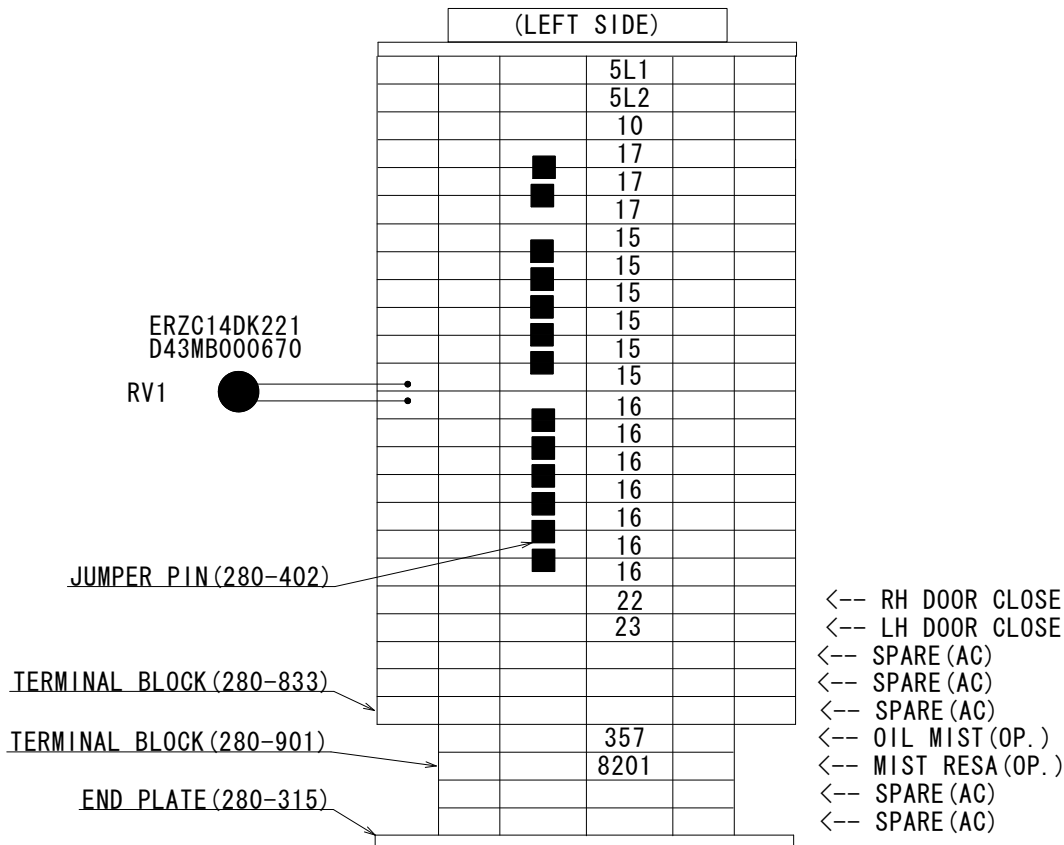 (LEFT SIDE)
5L1
5L2
10
17
17
17
15
15
15
15
15
15
ERZC14DK221
D43MB000670
RV1
16
16
16
16
16
16
16
JUMPER PIN(280-402)
22 <-- RH DOOR CLOSE
23 <-- LH DOOR CLOSE
<-- SPARE(AC)
TERMINAL BLOCK(280-833) <-- SPARE(AC)
<-- SPARE(AC)
TERMINAL BLOCK(280-901) 357 <-- OIL MIST(OP.)
8201 <-- MIST RESA(OP.)
END PLATE(280-315) <-- SPARE(AC)
<-- SPARE(AC)